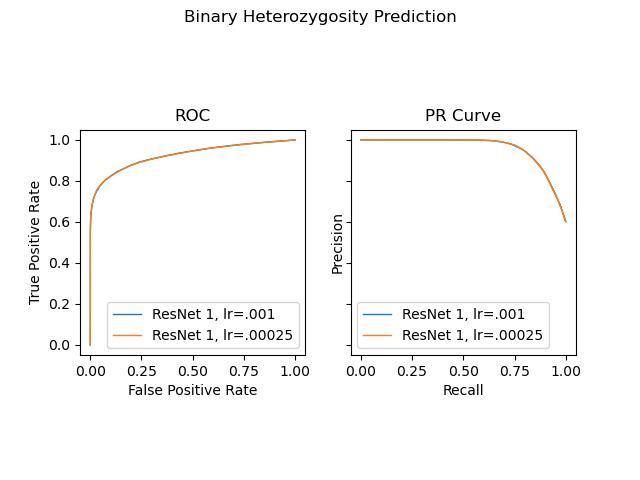 Binary Heterozygosity Prediction
ROC
True Positive Rate
1.0
0.8
0.6
0.4
0.2
0.0
ResNet 1, lr=.001
ResNet 1, lr=.00025
0.00 0.25 0.50 0.75 1.00
False Positive Rate
PR Curve
Precision
ResNet 1, lr=.001
ResNet 1, lr=.00025
0.00 0.25 0.50 0.75 1.00
Recall